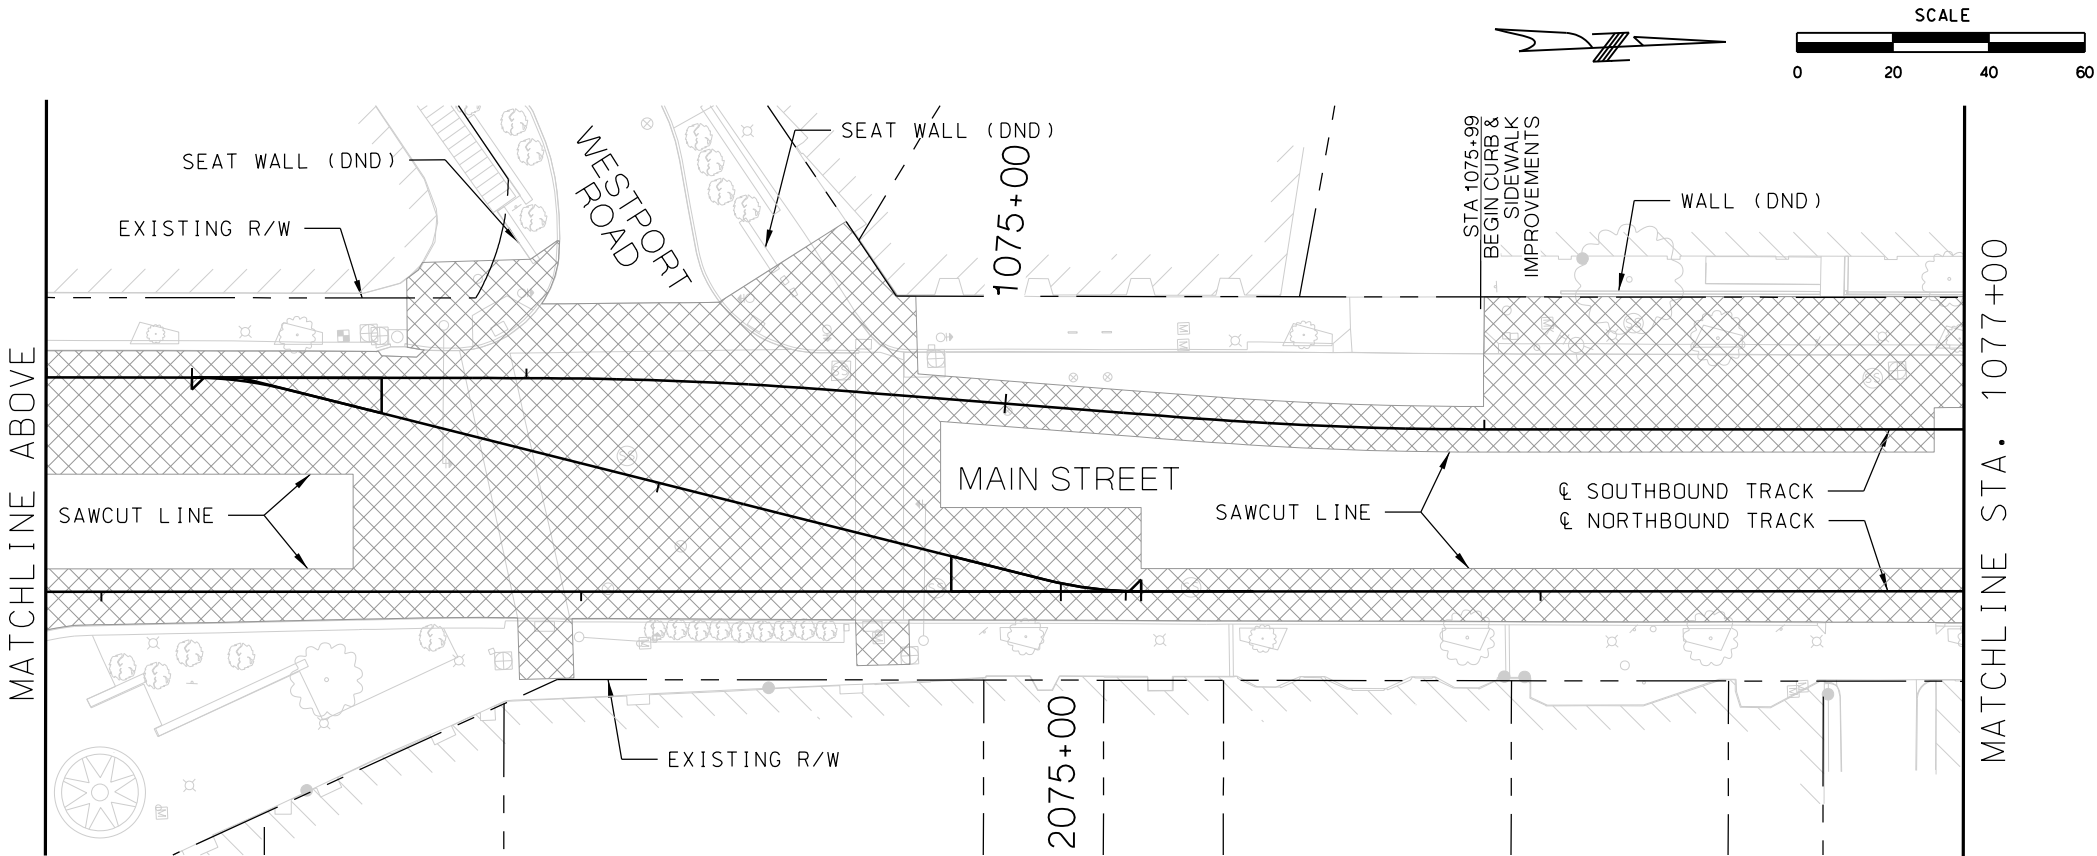 SCALE
0 20 40 60
SEAT WALL (DND)
SEAT WALL (DND)
EXISTING R/W
WESTPORT
ROAD
1075+00
STA 1075+99
BEGIN CURB &
SIDEWALK
IMPROVEMENTS
WALL (DND)
MATCHLINE ABOVE
MATCHLINE STA. 1077+00
SAWCUT LINE
MAIN STREET
SAWCUT LINE
℄ SOUTHBOUND TRACK
℄ NORTHBOUND TRACK
EXISTING R/W
2075+00